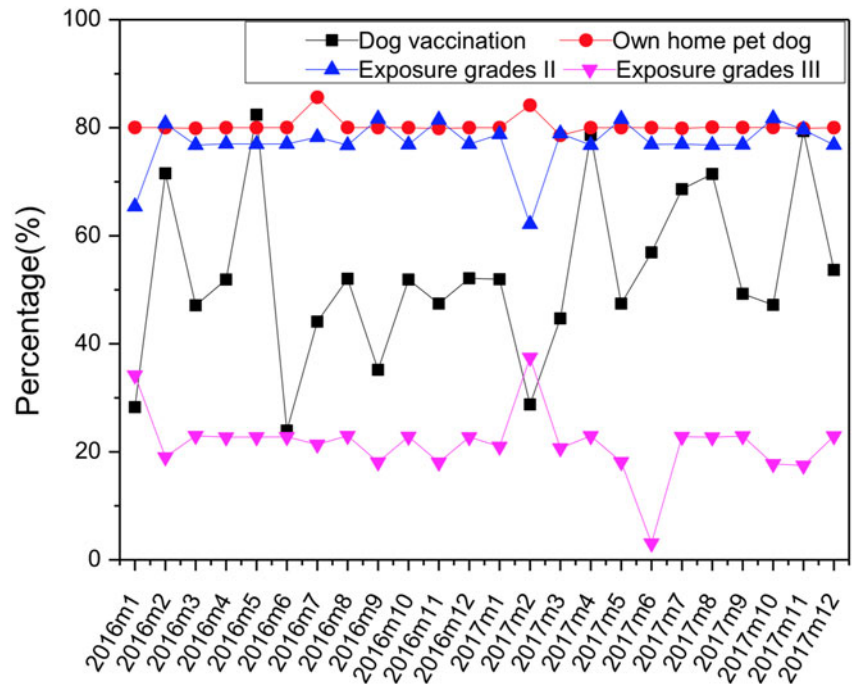 100
80
60
40
20
0
Percentage(%)
Dog vaccination
Own home pet dog
Exposure grades II
Exposure grades III
2016m1
2016m2
2016m3
2016m4
2016m5
2016m6
2016m7
2016m8
2016m9
2016m10
2016m11
2016m12
2017m1
2017m2
2017m3
2017m4
2017m5
2017m6
2017m7
2017m8
2017m9
2017m10
2017m11
2017m12